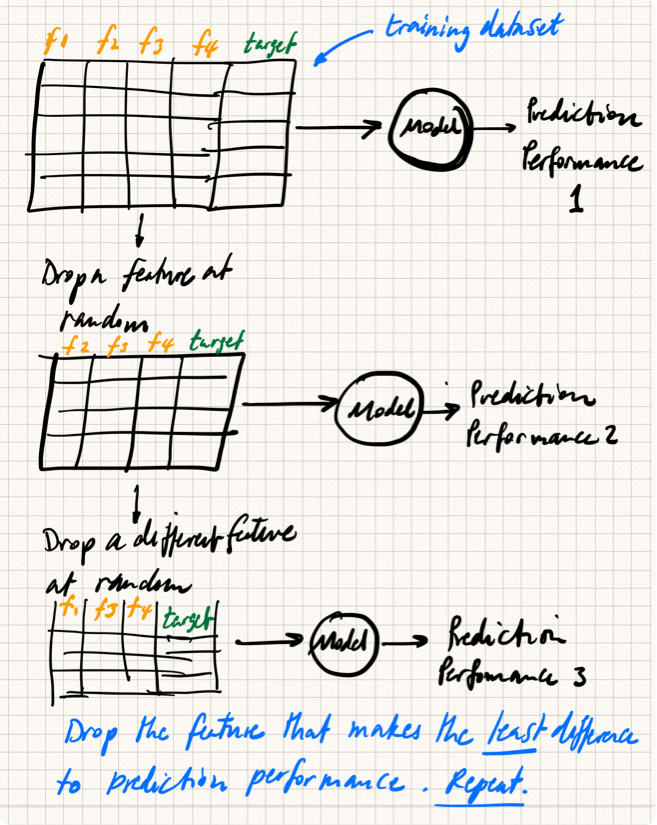 f1 f2 f3 f4 target
training dataset
Model
Prediction
Performance
1
Drop a feature at
random
f2 f3 f4 target
Model
Prediction
Performance 2
Drop a different feature
at random
f1 f3 f4 target
Model
Prediction
Performance 3
Drop the feature that makes the least difference
to prediction performance. Repeat.